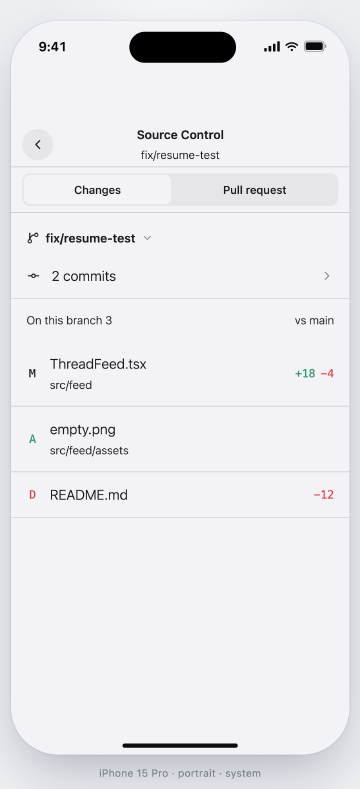 9:41
Source Control
fix/resume-test
Changes
Pull request
fix/resume-test
2 commits
On this branch 3
vs main
M
ThreadFeed.tsx
+18 −4
src/feed
A
empty.png
src/feed/assets
D
README.md
−12
iPhone 15 Pro · portrait · system